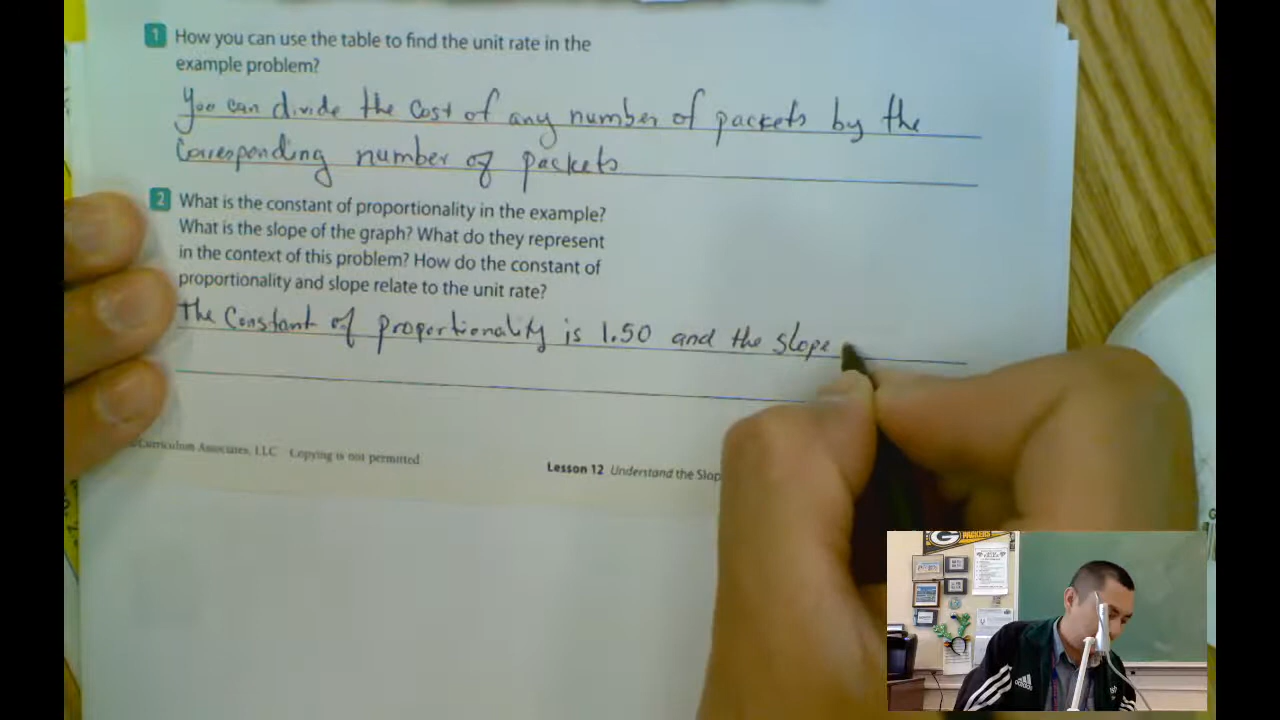 1 How you can use the table to find the unit rate in the
example problem?
You can divide the cost of any number of packets by the
corresponding number of packets
2 What is the constant of proportionality in the example?
What is the slope of the graph? What do they represent
in the context of this problem? How do the constant of
proportionality and slope relate to the unit rate?
The Constant of proportionality is 1.50 and the slope
Curriculum Associates, LLC Copying is not permitted
Lesson 12 Understand the Slop
G
PACKERS
adidas